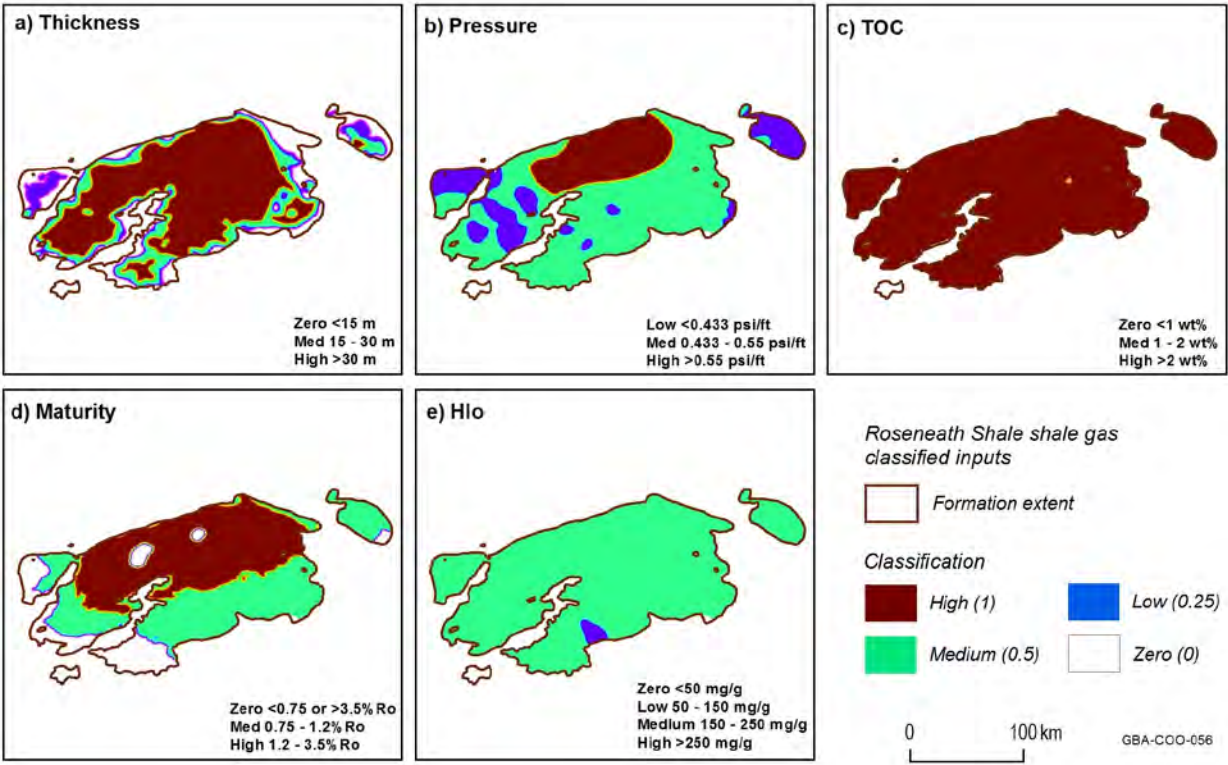 a) Thickness
Zero <15 m
Med 15 - 30 m
High >30 m
b) Pressure
Low <0.433 psi/ft
Med 0.433 - 0.55 psi/ft
High >0.55 psi/ft
c) TOC
Zero <1 wt%
Med 1 - 2 wt%
High >2 wt%
d) Maturity
Zero <0.75 or >3.5% Ro
Med 0.75 - 1.2% Ro
High 1.2 - 3.5% Ro
e) HIo
Zero <50 mg/g
Low 50 - 150 mg/g
Medium 150 - 250 mg/g
High >250 mg/g
Roseneath Shale shale gas
classified inputs
Formation extent
Classification
High (1)
Low (0.25)
Medium (0.5)
Zero (0)
0 100 km
GBA-COO-056